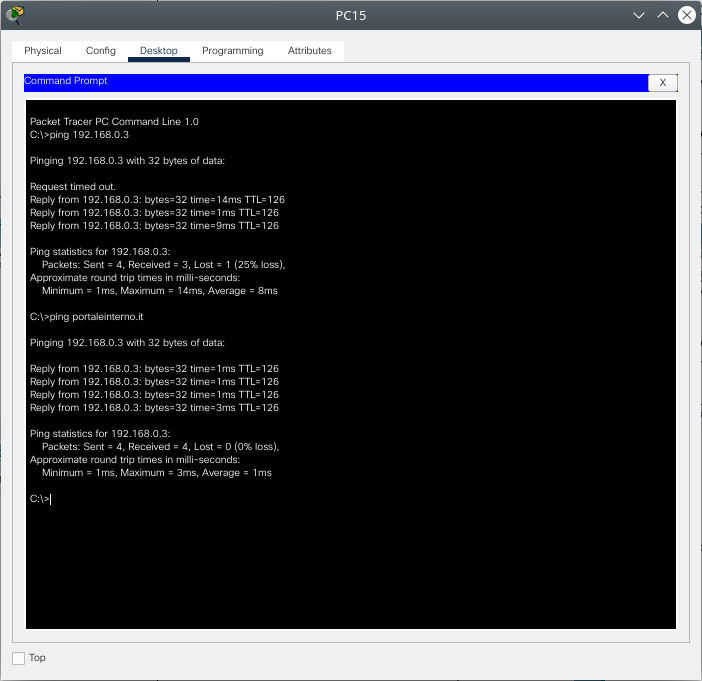 PC15
Physical Config Desktop Programming Attributes
Command Prompt X
Packet Tracer PC Command Line 1.0
C:\>ping 192.168.0.3
Pinging 192.168.0.3 with 32 bytes of data:
Request timed out.
Reply from 192.168.0.3: bytes=32 time=14ms TTL=126
Reply from 192.168.0.3: bytes=32 time=1ms TTL=126
Reply from 192.168.0.3: bytes=32 time=9ms TTL=126
Ping statistics for 192.168.0.3:
Packets: Sent = 4, Received = 3, Lost = 1 (25% loss),
Approximate round trip times in milli-seconds:
Minimum = 1ms, Maximum = 14ms, Average = 8ms
C:\>ping portaleinterno.it
Pinging 192.168.0.3 with 32 bytes of data:
Reply from 192.168.0.3: bytes=32 time=1ms TTL=126
Reply from 192.168.0.3: bytes=32 time=1ms TTL=126
Reply from 192.168.0.3: bytes=32 time=1ms TTL=126
Reply from 192.168.0.3: bytes=32 time=3ms TTL=126
Ping statistics for 192.168.0.3:
Packets: Sent = 4, Received = 4, Lost = 0 (0% loss),
Approximate round trip times in milli-seconds:
Minimum = 1ms, Maximum = 3ms, Average = 1ms
C:\>
Top